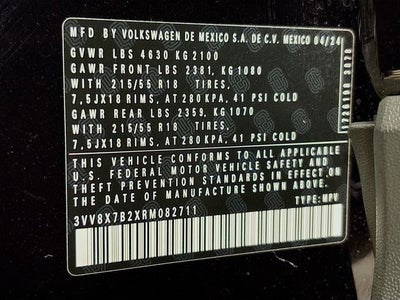 MFD BY VOLKSWAGEN DE MEXICO S.A. DE C.V. MEXICO 04/24
GVWR LBS 4630 KG 2100
GAWR FRONT LBS 2381, KG 1080
WITH 215/55 R18 TIRES,
7,5JX18 RIMS, AT 280 KPA, 41 PSI COLD
GAWR REAR LBS 2359, KG 1070
WITH 215/55 R18 TIRES,
7,5JX18 RIMS, AT 280 KPA, 41 PSI COLD
THIS VEHICLE CONFORMS TO ALL APPLICABLE
U.S. FEDERAL MOTOR VEHICLE SAFETY AND
THEFT PREVENTION STANDARDS IN EFFECT ON
THE DATE OF MANUFACTURE SHOWN ABOVE.
3VV8X7B2XRM082711 TYPE: MPV